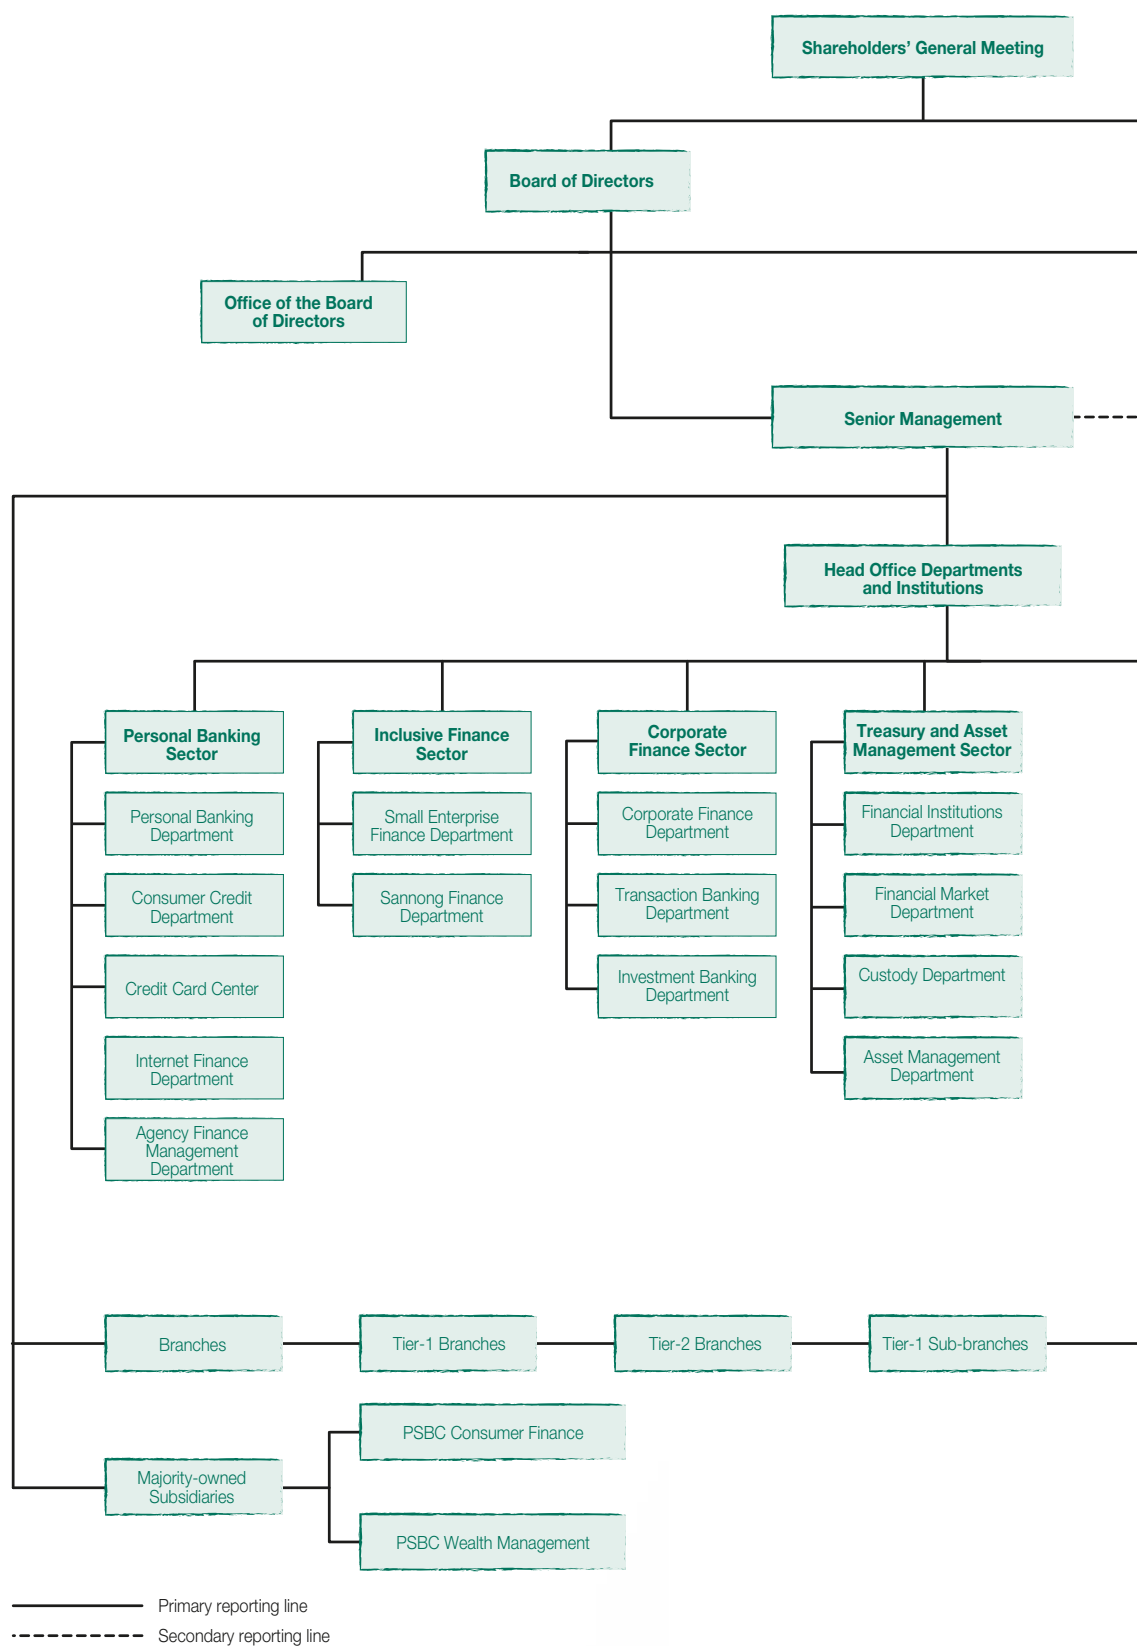 Shareholders' General Meeting
Board of Directors
Office of the Board
of Directors
Senior Management
Head Office Departments
and Institutions
Personal Banking
Sector
Personal Banking
Department
Consumer Credit
Department
Credit Card Center
Internet Finance
Department
Agency Finance
Management
Department
Inclusive Finance
Sector
Small Enterprise
Finance Department
Sannong Finance
Department
Corporate
Finance Sector
Corporate Finance
Department
Transaction Banking
Department
Investment Banking
Department
Treasury and Asset
Management Sector
Financial Institutions
Department
Financial Market
Department
Custody Department
Asset Management
Department
Branches
Tier-1 Branches
Tier-2 Branches
Tier-1 Sub-branches
Majority-owned
Subsidiaries
PSBC Consumer Finance
PSBC Wealth Management
Primary reporting line
Secondary reporting line